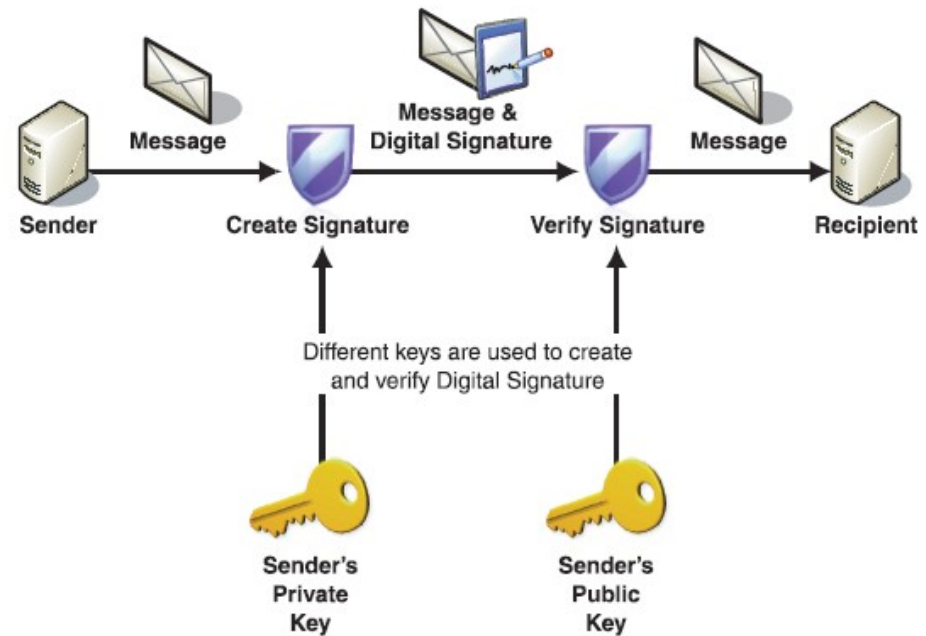 Message
Message &
Digital Signature
Message
Sender
Create Signature
Verify Signature
Recipient
Different keys are used to create
and verify Digital Signature
Sender's
Private
Key
Sender's
Public
Key